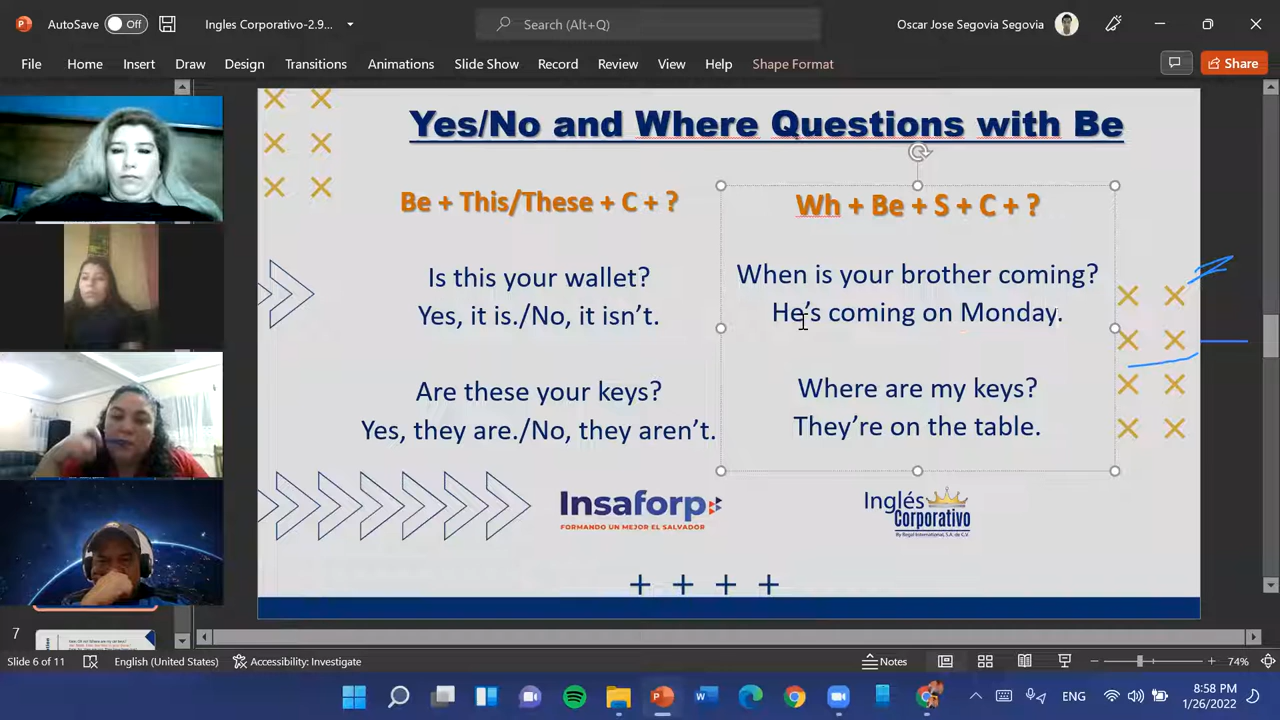 AutoSave Off Ingles Corporativo-2.9... Search (Alt+Q) Oscar Jose Segovia Segovia
File Home Insert Draw Design Transitions Animations Slide Show Record Review View Help Shape Format Share
Yes/No and Where Questions with Be
Be + This/These + C + ?
Is this your wallet?
Yes, it is./No, it isn't.
Are these your keys?
Yes, they are./No, they aren't.
Wh + Be + S + C + ?
When is your brother coming?
He's coming on Monday.
Where are my keys?
They're on the table.
Insaforp
FORMANDO UN MEJOR EL SALVADOR
Inglés
Corporativo
By Regal International, S.A. de C.V.
7
Slide 6 of 11 English (United States) Accessibility: Investigate Notes 74%
ENG 8:58 PM
1/26/2022